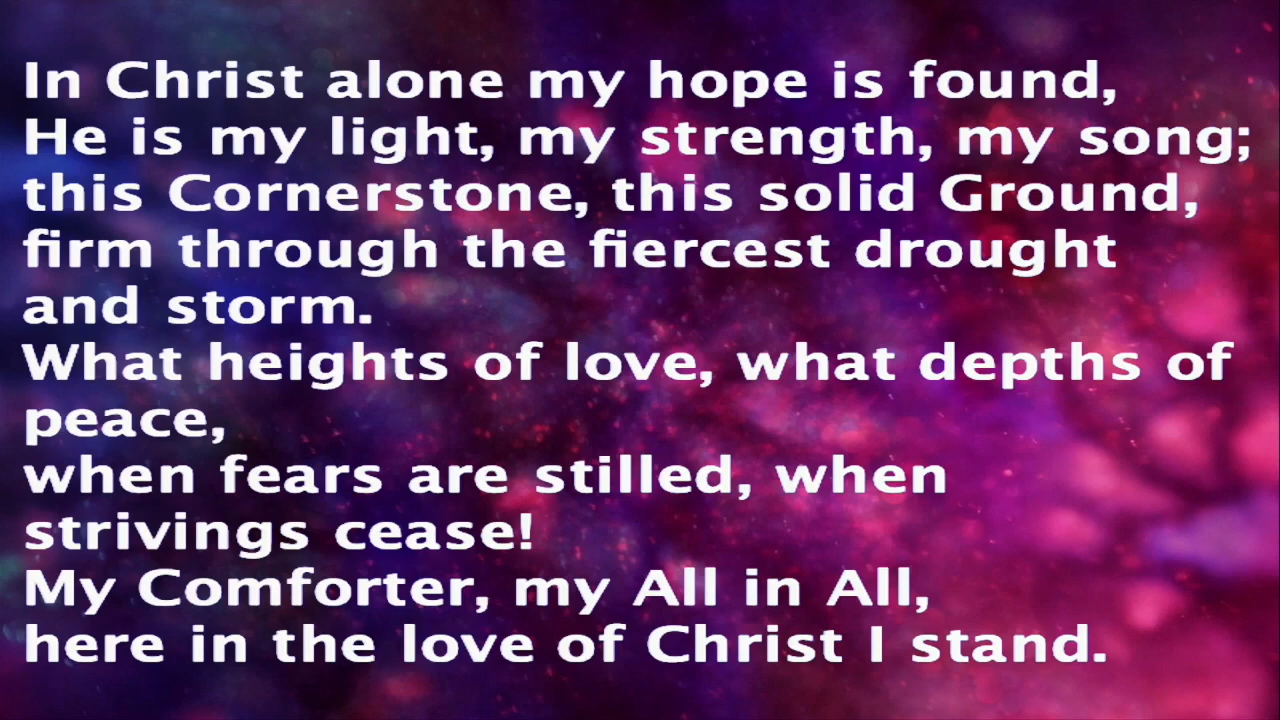 In Christ alone my hope is found,
He is my light, my strength, my song;
this Cornerstone, this solid Ground,
firm through the fiercest drought
and storm.
What heights of love, what depths of
peace,
when fears are stilled, when
strivings cease!
My Comforter, my All in All,
here in the love of Christ I stand.